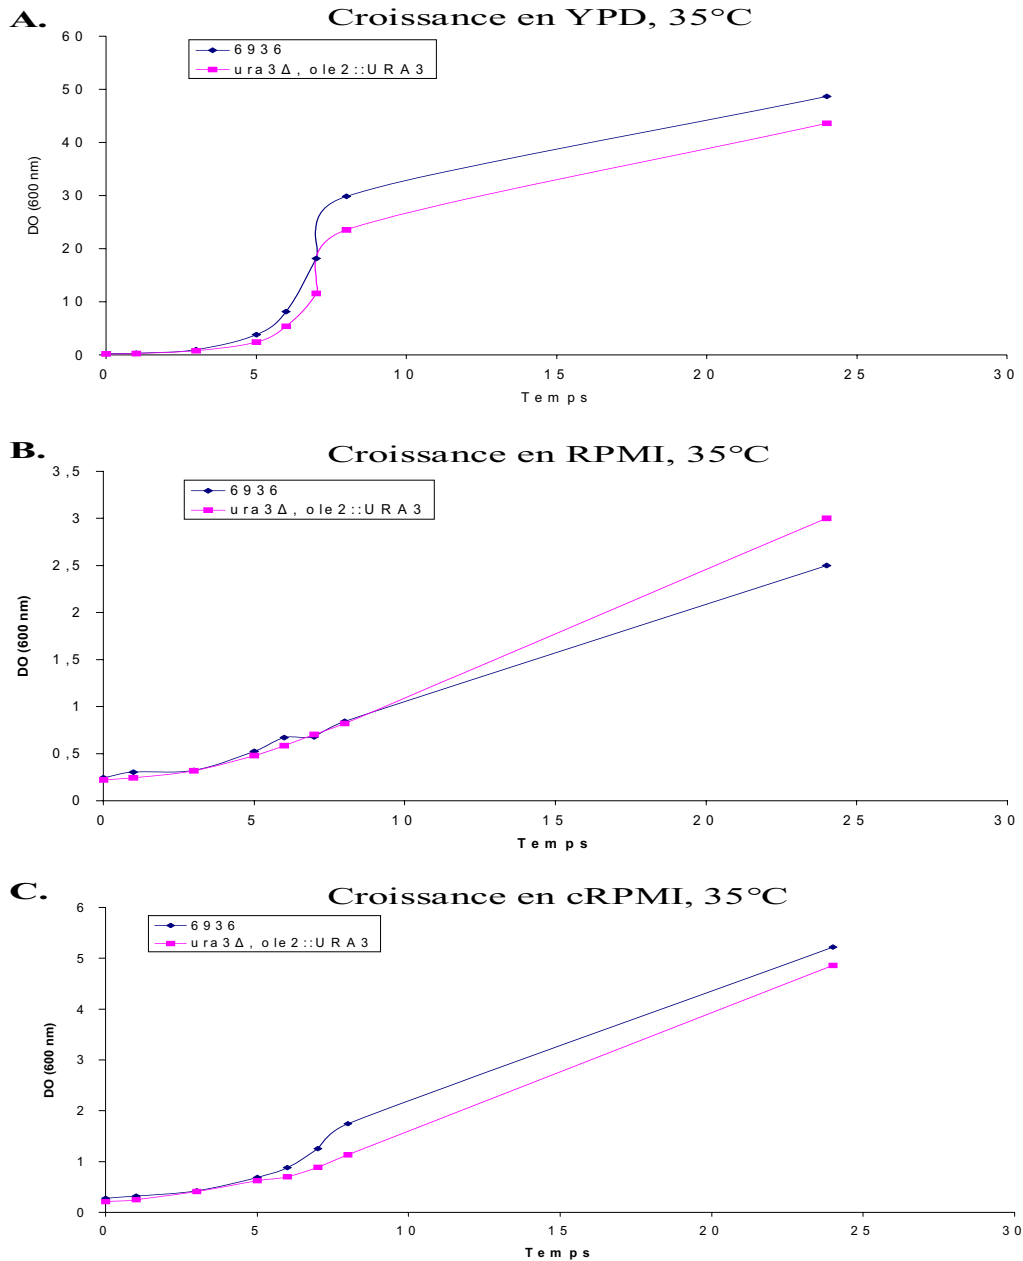 A.
Croissance en YPD, 35°C
6936
ura3Δ, ole2::URA3
60
50
40
30
20
10
0
DO (600 nm)
0 5 10 15 20 25 30
Temps
B.
Croissance en RPMI, 35°C
6936
ura3Δ, ole2::URA3
3,5
3
2,5
2
1,5
1
0,5
0
DO (600 nm)
0 5 10 15 20 25 30
Temps
C.
Croissance en cRPMI, 35°C
6936
ura3Δ, ole2::URA3
6
5
4
3
2
1
0
DO (600 nm)
0 5 10 15 20 25 30
Temps